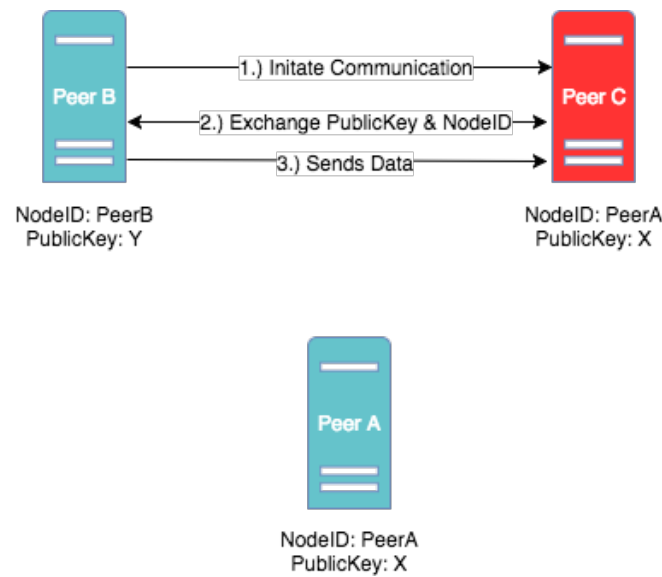 1.) Initate Communication
Peer B
Peer C
2.) Exchange PublicKey & NodeID
3.) Sends Data
NodeID: PeerB
PublicKey: Y
NodeID: PeerA
PublicKey: X
Peer A
NodeID: PeerA
PublicKey: X